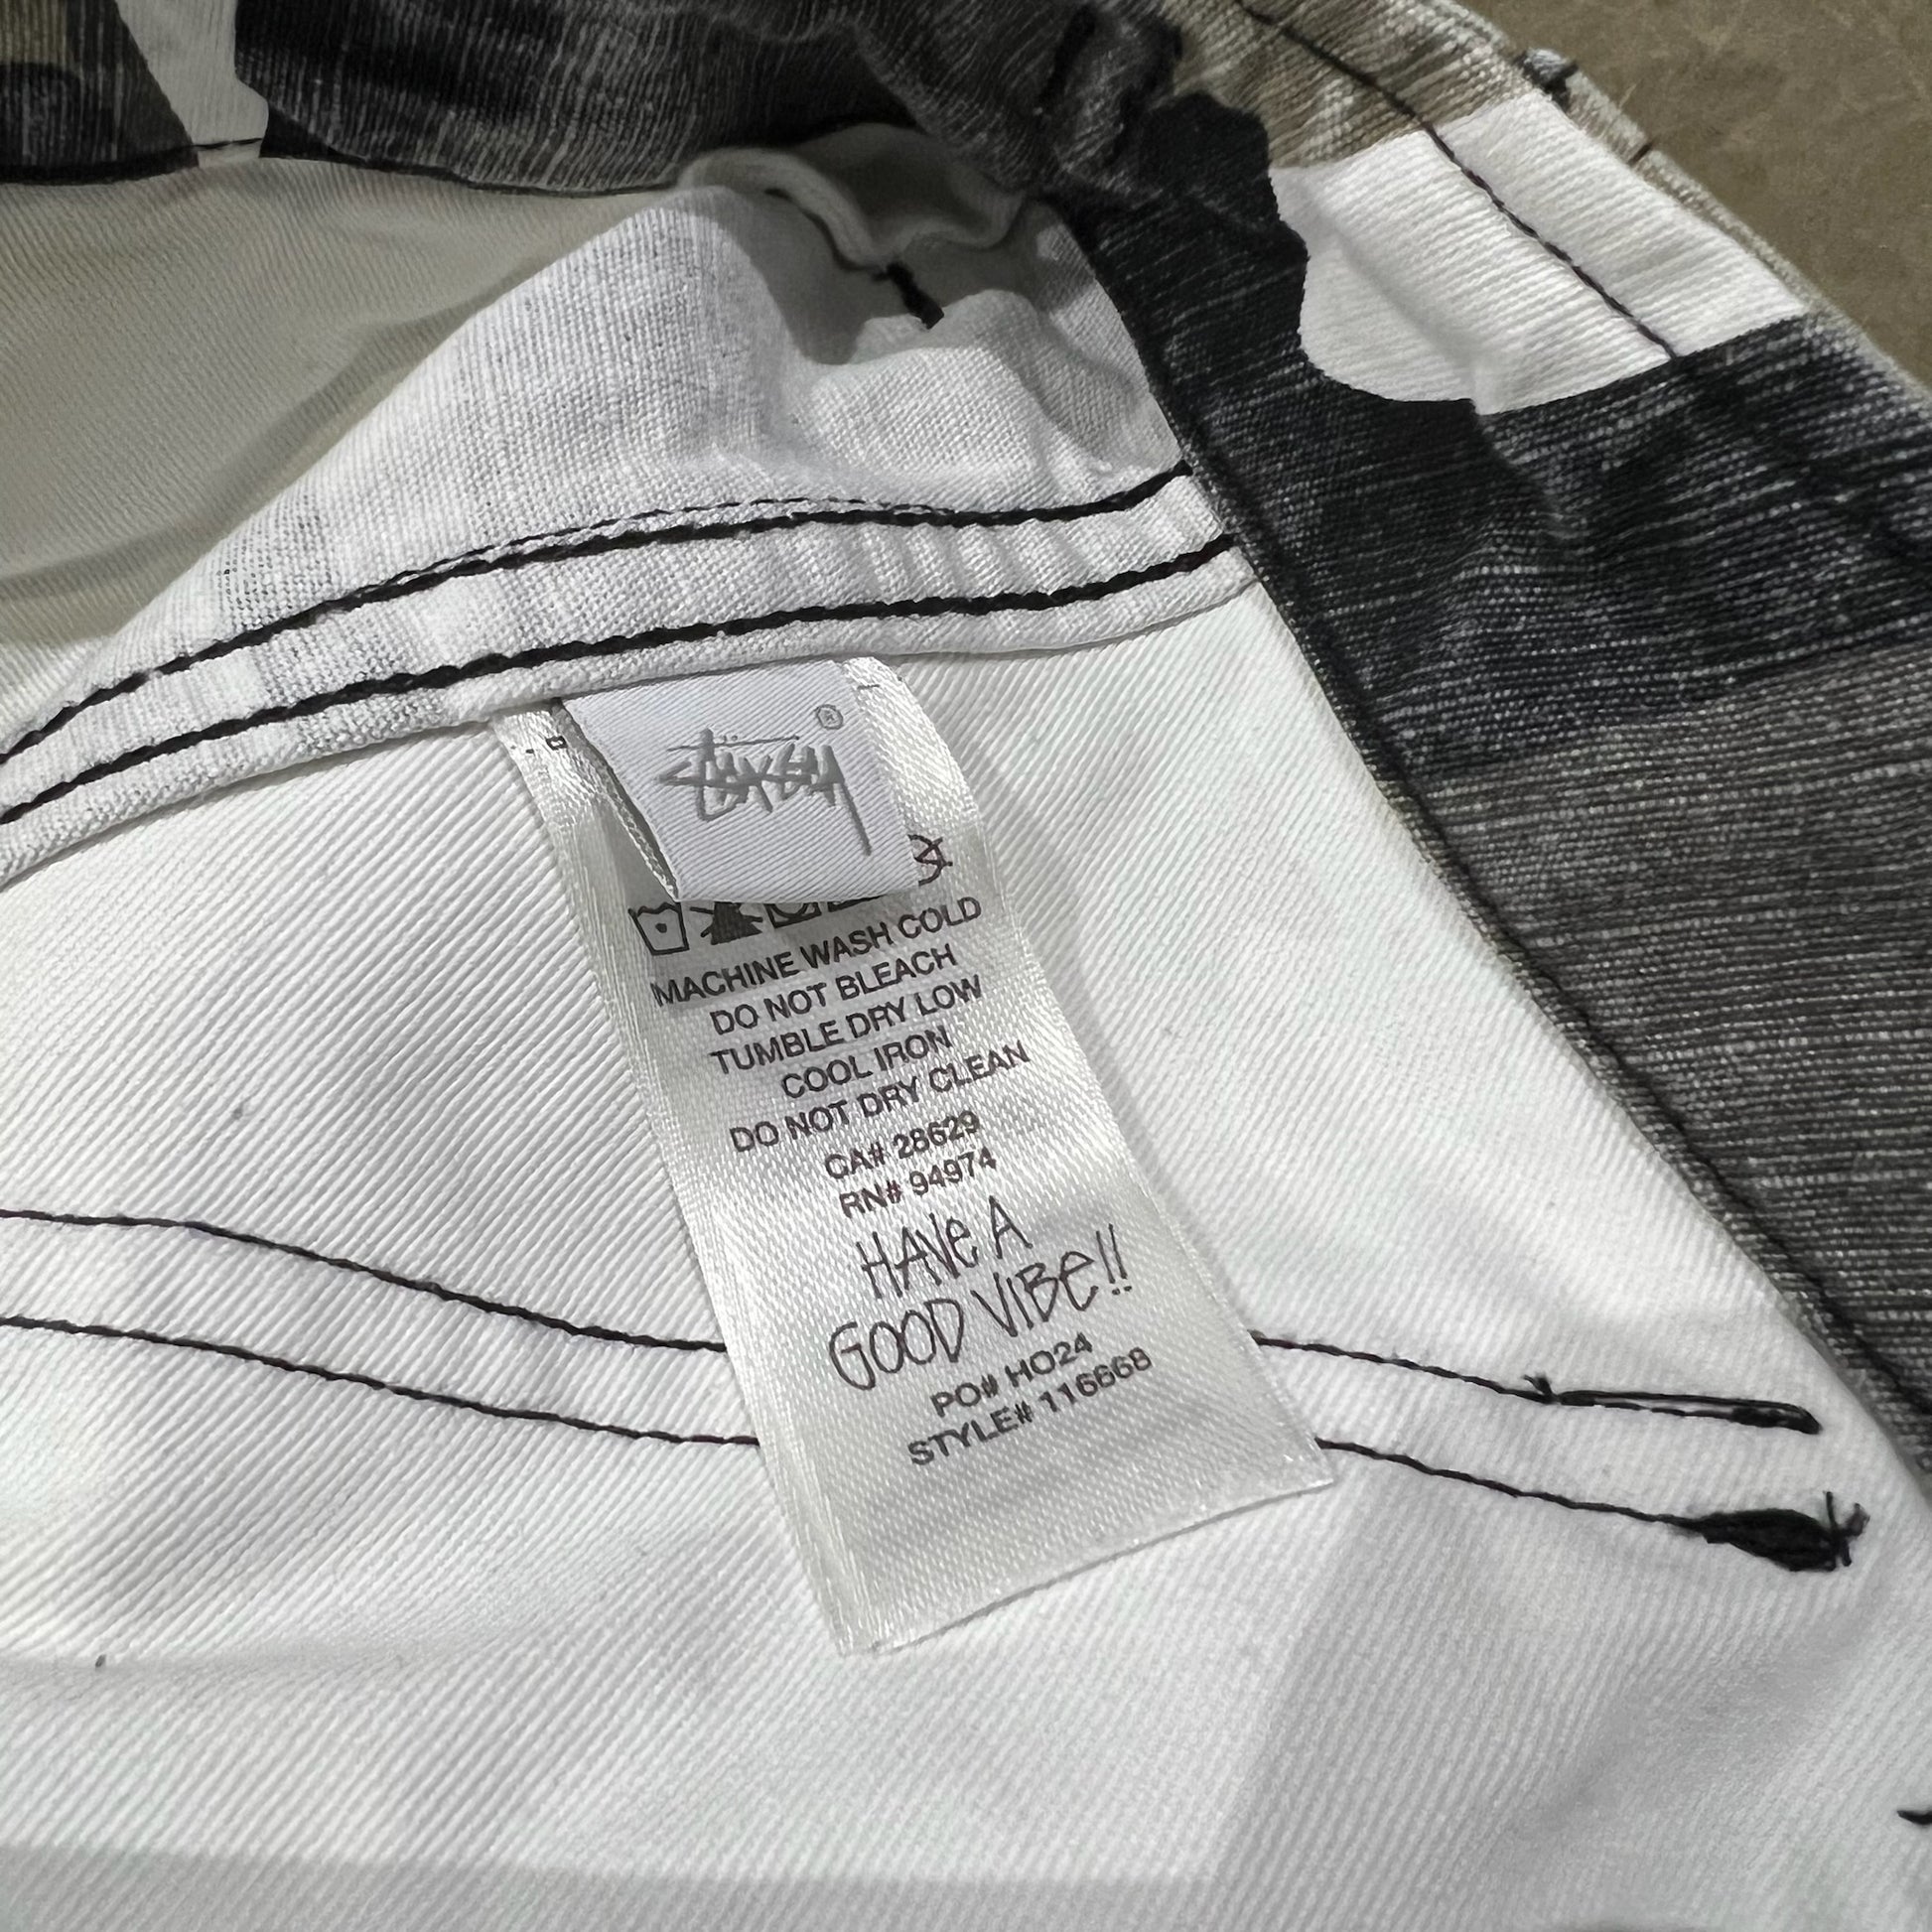 Stüssy ®
MACHINE WASH COLD
DO NOT BLEACH
TUMBLE DRY LOW
COOL IRON
DO NOT DRY CLEAN
CA# 28629
RN# 94974
HAVe A
GOOD VIBe!!
PO# HO24
STYLE# 116668